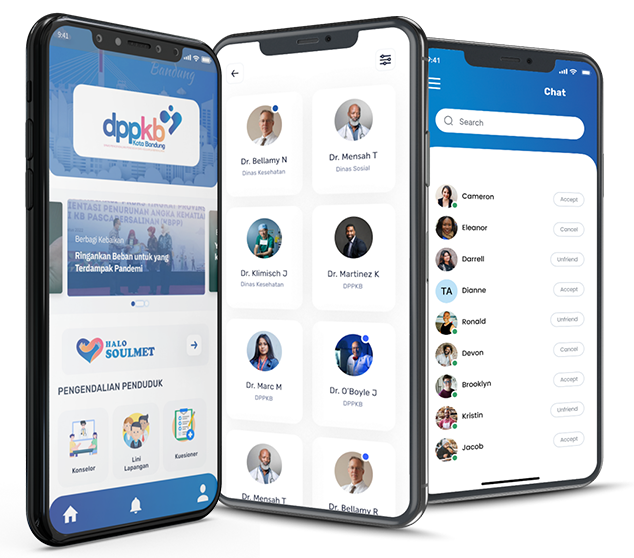 9:41
Bandung
dppkb
Kota Bandung
ENTASI PENURUNAN ANGKA KEMATIA
KB PASCAPERSALINAN (KBPP)
Berbagi Kebaikan
Ringankan Beban untuk yang
Terdampak Pandemi
HALO
SOULMET
PENGENDALIAN PENDUDUK
Konselor
Lini
Lapangan
Kuesioner
Dr. Bellamy N
Dinas Kesehatan
Dr. Mensah T
Dinas Sosial
Dr. Klimisch J
Dinas Kesehatan
Dr. Martinez K
DPPKB
Dr. Marc M
DPPKB
Dr. O'Boyle J
DPPKB
Dr. Mensah T
Dr. Bellamy R
9:41
Chat
Search
Cameron
Accept
Eleanor
Cancel
Darrell
Unfriend
TA
Dianne
Accept
Ronald
Unfriend
Devon
Cancel
Brooklyn
Accept
Kristin
Unfriend
Jacob
Accept